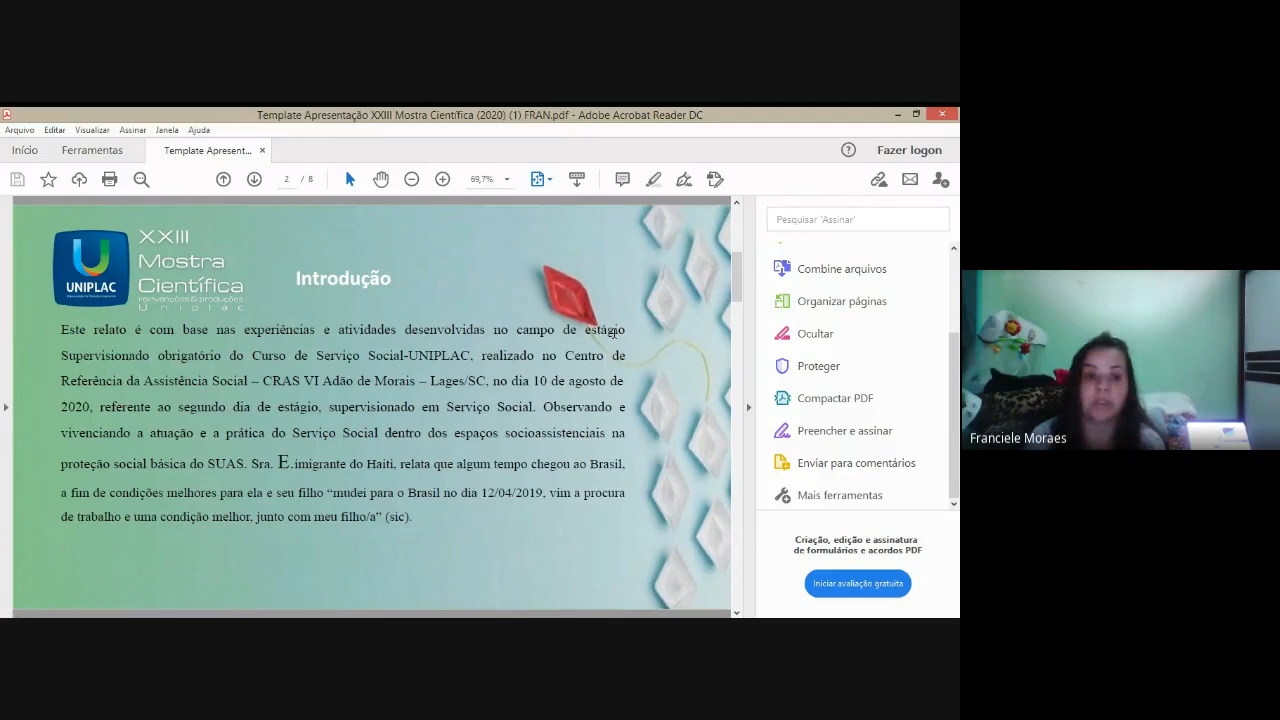 Template Apresentação XXIII Mostra Científica (2020) (1) FRAN.pdf - Adobe Acrobat Reader DC
Arquivo Editar Visualizar Assinar Janela Ajuda
Início Ferramentas Template Apresent... Fazer logon
2 / 8 69,7%
XXIII
Mostra
Científica
reinvenções & produções
Uniplac
UNIPLAC
Introdução
Este relato é com base nas experiências e atividades desenvolvidas no campo de estágio
Supervisionado obrigatório do Curso de Serviço Social-UNIPLAC, realizado no Centro de
Referência da Assistência Social – CRAS VI Adão de Morais – Lages/SC, no dia 10 de agosto de
2020, referente ao segundo dia de estágio, supervisionado em Serviço Social. Observando e
vivenciando a atuação e a prática do Serviço Social dentro dos espaços socioassistenciais na
proteção social básica do SUAS. Sra. E.imigrante do Haiti, relata que algum tempo chegou ao Brasil,
a fim de condições melhores para ela e seu filho “mudei para o Brasil no dia 12/04/2019, vim a procura
de trabalho e uma condição melhor, junto com meu filho/a” (sic).
Pesquisar 'Assinar'
Combine arquivos
Organizar páginas
Ocultar
Proteger
Compactar PDF
Preencher e assinar
Enviar para comentários
Mais ferramentas
Criação, edição e assinatura
de formulários e acordos PDF
Iniciar avaliação gratuita
Franciele Moraes